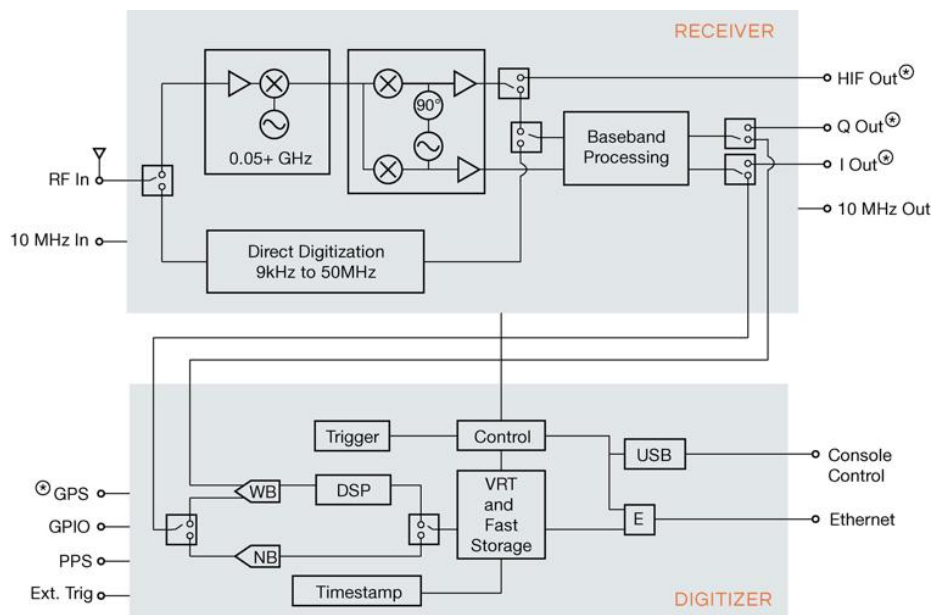 RECEIVER
HIF Out⊛
90°
Q Out⊛
Baseband
Processing
0.05+ GHz
I Out⊛
RF In
10 MHz Out
10 MHz In
Direct Digitization
9kHz to 50MHz
Trigger
Control
USB
Console
Control
⊛GPS
WB
DSP
VRT
and
Fast
Storage
E
Ethernet
GPIO
NB
PPS
Timestamp
Ext. Trig
DIGITIZER